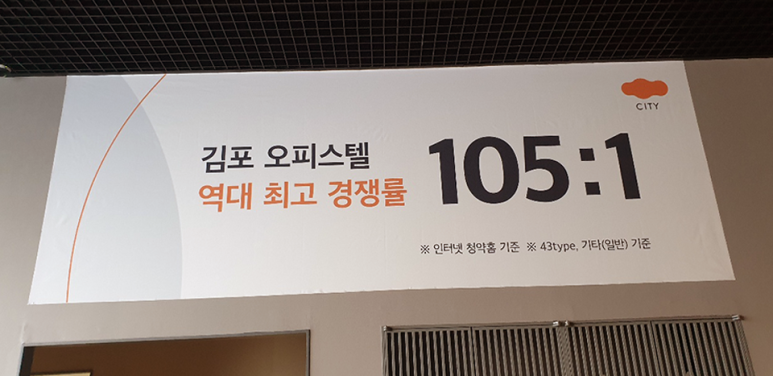 CITY
김포 오피스텔
역대 최고 경쟁률
105:1
※ 인터넷 청약홈 기준 ※ 43type, 기타(일반) 기준